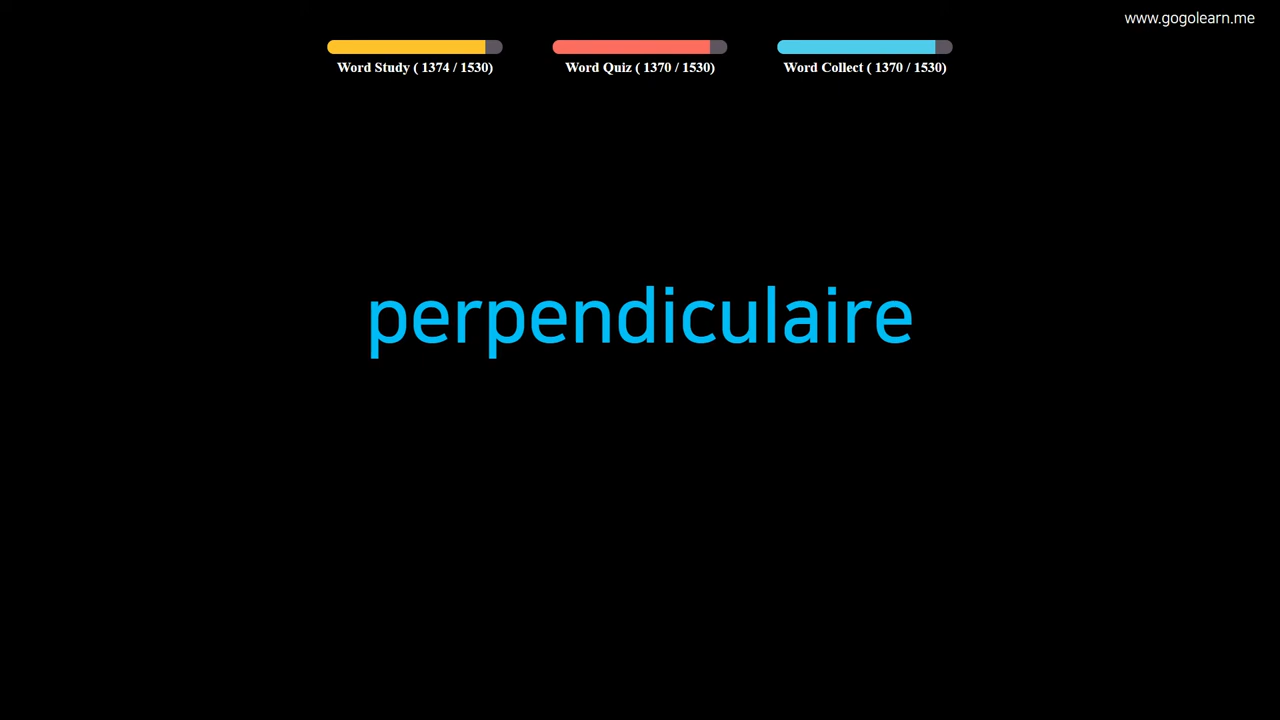 www.gogolearn.me
Word Study ( 1374 / 1530)
Word Quiz ( 1370 / 1530)
Word Collect ( 1370 / 1530)
perpendiculaire